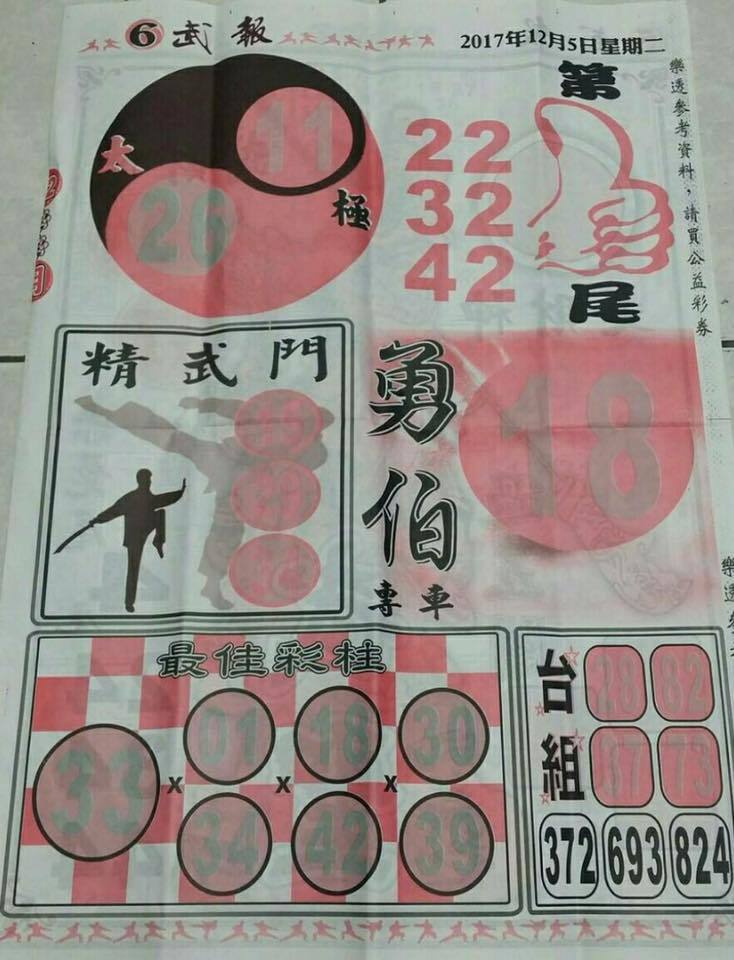 6 武報
2017年12月5日星期二
樂透參考資料，請買公益彩券
太
極
11
26
第
尾
22
32
42
精武門
勇伯
專車
18
最佳彩柱
33 x 01 x 18 x 30
34 42 39
台組
28 82
37 73
372 693 824
樂透參